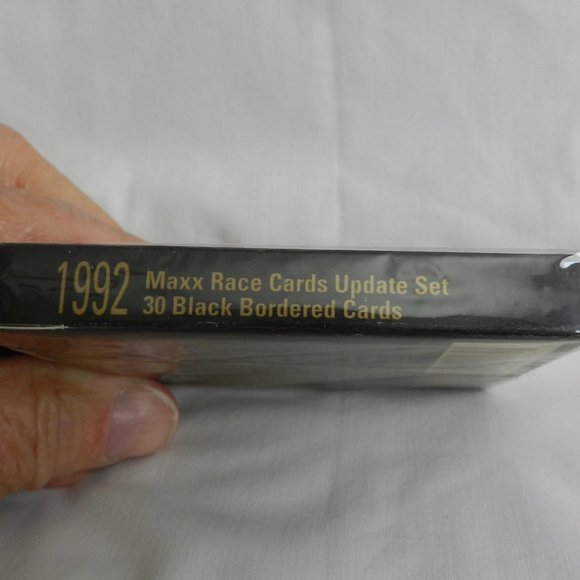 1992 Maxx Race Cards Update Set
30 Black Bordered Cards